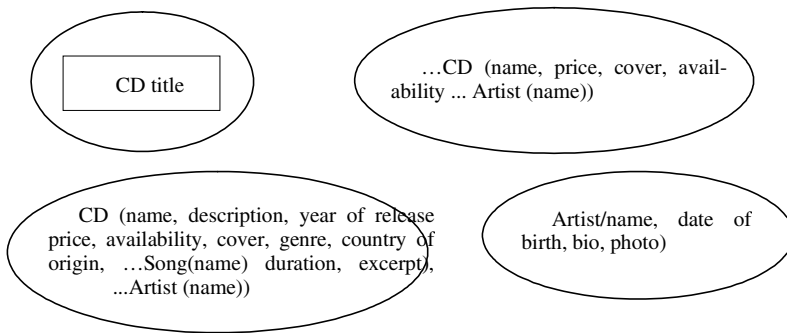 CD title
…CD (name, price, cover, avail-
ability ... Artist (name))
CD (name, description, year of release
price, availability, cover, genre, country of
origin, …Song(name) duration, excerpt),
...Artist (name))
Artist/name, date of
birth, bio, photo)